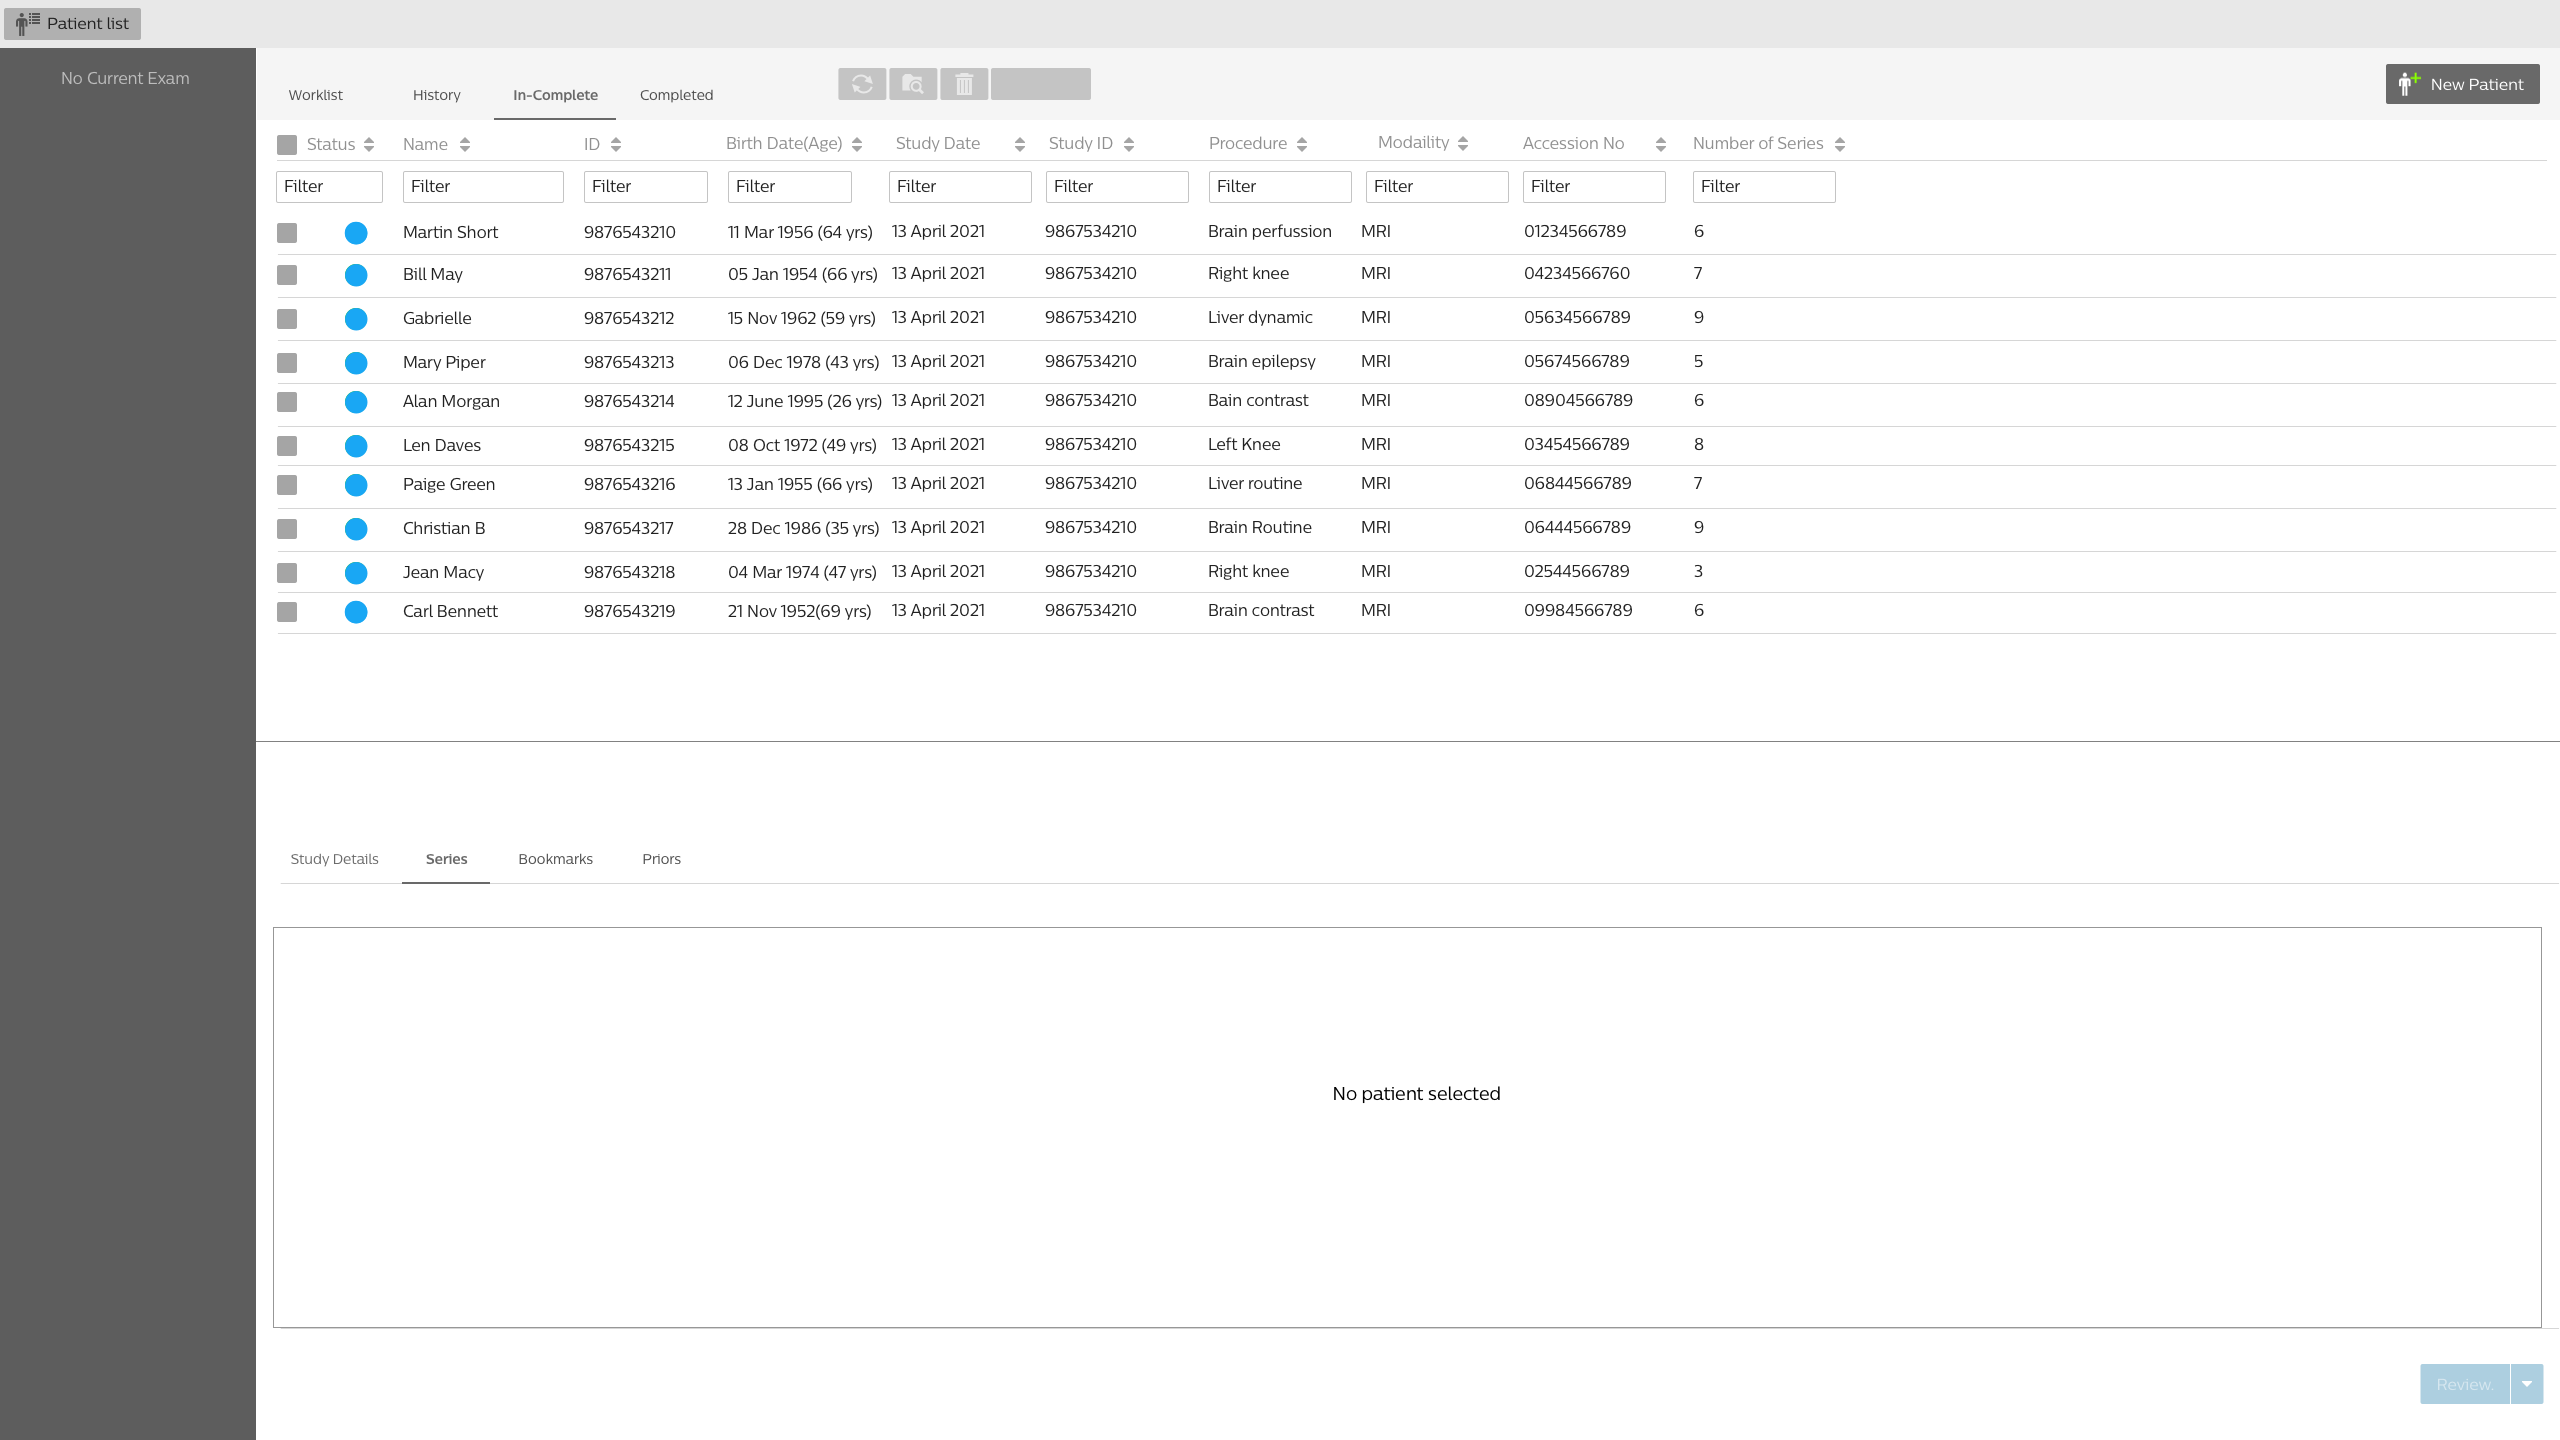 Patient list
No Current Exam
Worklist History In-Complete Completed New Patient
Status Name ID Birth Date(Age) Study Date Study ID Procedure Modaility Accession No Number of Series
Filter Filter Filter Filter Filter Filter Filter Filter Filter Filter
Martin Short 9876543210 11 Mar 1956 (64 yrs) 13 April 2021 9867534210 Brain perfussion MRI 01234566789 6
Bill May 9876543211 05 Jan 1954 (66 yrs) 13 April 2021 9867534210 Right knee MRI 04234566760 7
Gabrielle 9876543212 15 Nov 1962 (59 yrs) 13 April 2021 9867534210 Liver dynamic MRI 05634566789 9
Mary Piper 9876543213 06 Dec 1978 (43 yrs) 13 April 2021 9867534210 Brain epilepsy MRI 05674566789 5
Alan Morgan 9876543214 12 June 1995 (26 yrs) 13 April 2021 9867534210 Bain contrast MRI 08904566789 6
Len Daves 9876543215 08 Oct 1972 (49 yrs) 13 April 2021 9867534210 Left Knee MRI 03454566789 8
Paige Green 9876543216 13 Jan 1955 (66 yrs) 13 April 2021 9867534210 Liver routine MRI 06844566789 7
Christian B 9876543217 28 Dec 1986 (35 yrs) 13 April 2021 9867534210 Brain Routine MRI 06444566789 9
Jean Macy 9876543218 04 Mar 1974 (47 yrs) 13 April 2021 9867534210 Right knee MRI 02544566789 3
Carl Bennett 9876543219 21 Nov 1952(69 yrs) 13 April 2021 9867534210 Brain contrast MRI 09984566789 6
Study Details Series Bookmarks Priors
No patient selected
Review.